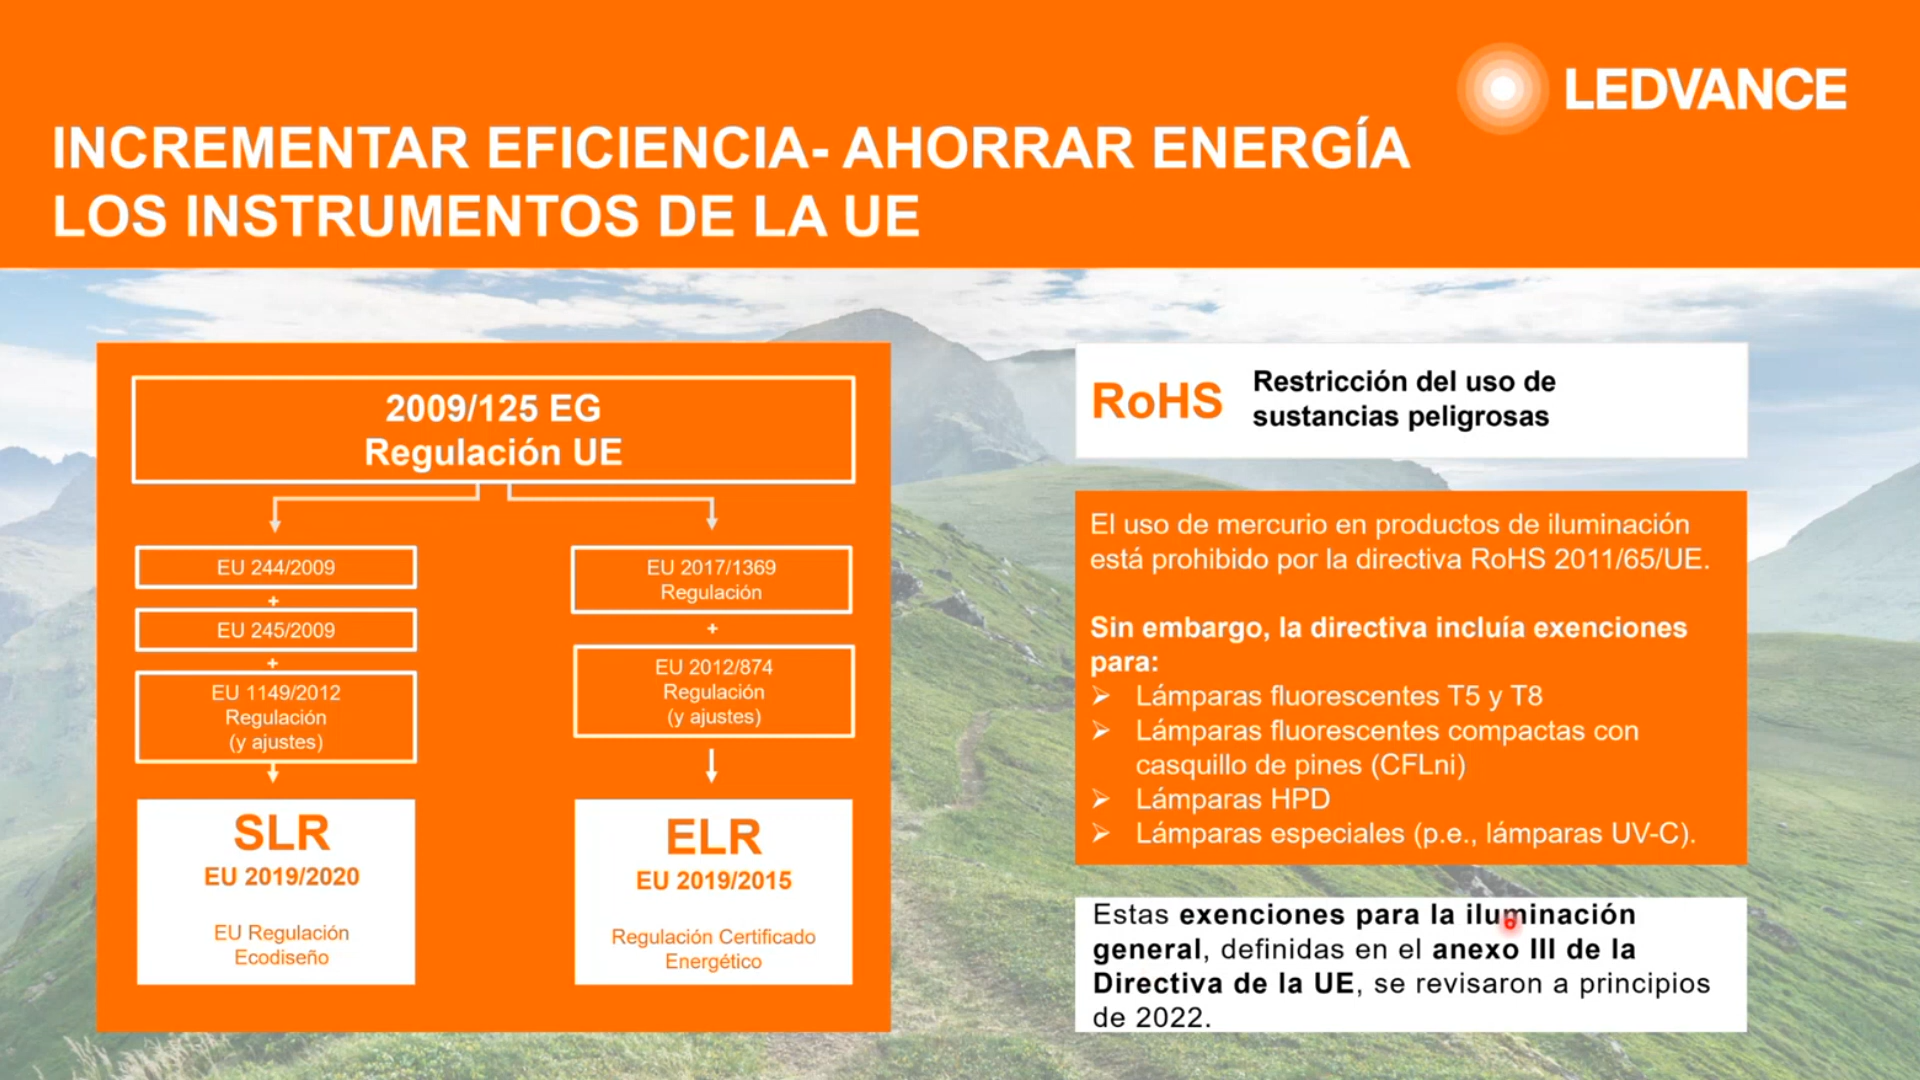 LEDVANCE
INCREMENTAR EFICIENCIA- AHORRAR ENERGÍA
LOS INSTRUMENTOS DE LA UE
2009/125 EG
Regulación UE
EU 244/2009
+
EU 245/2009
+
EU 1149/2012
Regulación
(y ajustes)
SLR
EU 2019/2020
EU Regulación
Ecodiseño
EU 2017/1369
Regulación
+
EU 2012/874
Regulación
(y ajustes)
ELR
EU 2019/2015
Regulación Certificado
Energético
RoHS
Restricción del uso de
sustancias peligrosas
El uso de mercurio en productos de iluminación
está prohibido por la directiva RoHS 2011/65/UE.
Sin embargo, la directiva incluía exenciones
para:
Lámparas fluorescentes T5 y T8
Lámparas fluorescentes compactas con
casquillo de pines (CFLni)
Lámparas HPD
Lámparas especiales (p.e., lámparas UV-C).
Estas exenciones para la iluminación
general, definidas en el anexo III de la
Directiva de la UE, se revisaron a principios
de 2022.